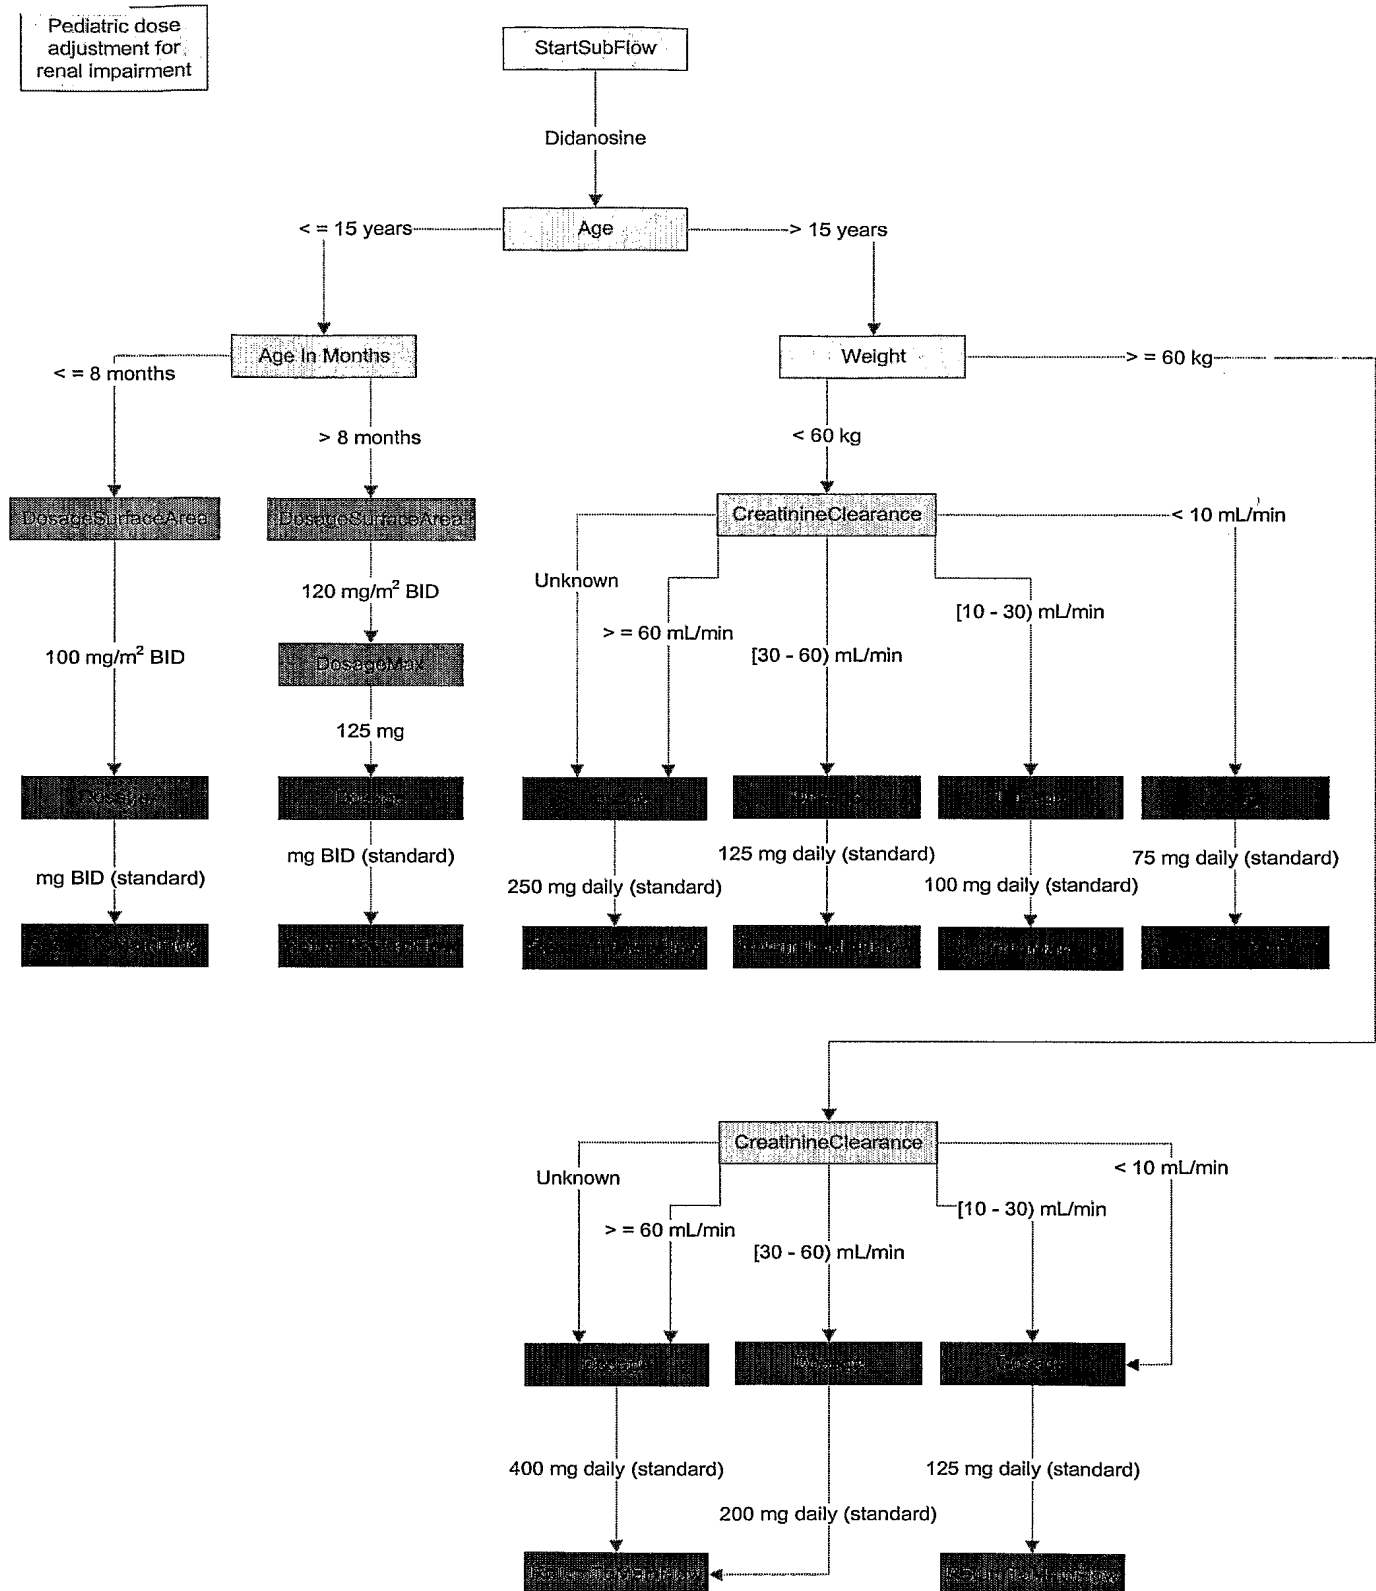 Pediatric dose
adjustment for
renal impairment
StartSubFlow
Didanosine
Age
< = 15 years
> 15 years
Age In Months
Weight
> = 60 kg
< = 8 months
> 8 months
< 60 kg
DosageSurfaceArea
DosageSurfaceArea
CreatinineClearance
< 10 mL/min
Unknown
120 mg/m² BID
[10 - 30) mL/min
> = 60 mL/min
100 mg/m² BID
[30 - 60) mL/min
DosageMax
125 mg
Dosage
Dosage
mg BID (standard)
mg BID (standard)
125 mg daily (standard)
75 mg daily (standard)
250 mg daily (standard)
100 mg daily (standard)
CreatinineClearance
Unknown
< 10 mL/min
> = 60 mL/min
[10 - 30) mL/min
[30 - 60) mL/min
Dosage
Dosage
Dosage
400 mg daily (standard)
125 mg daily (standard)
200 mg daily (standard)